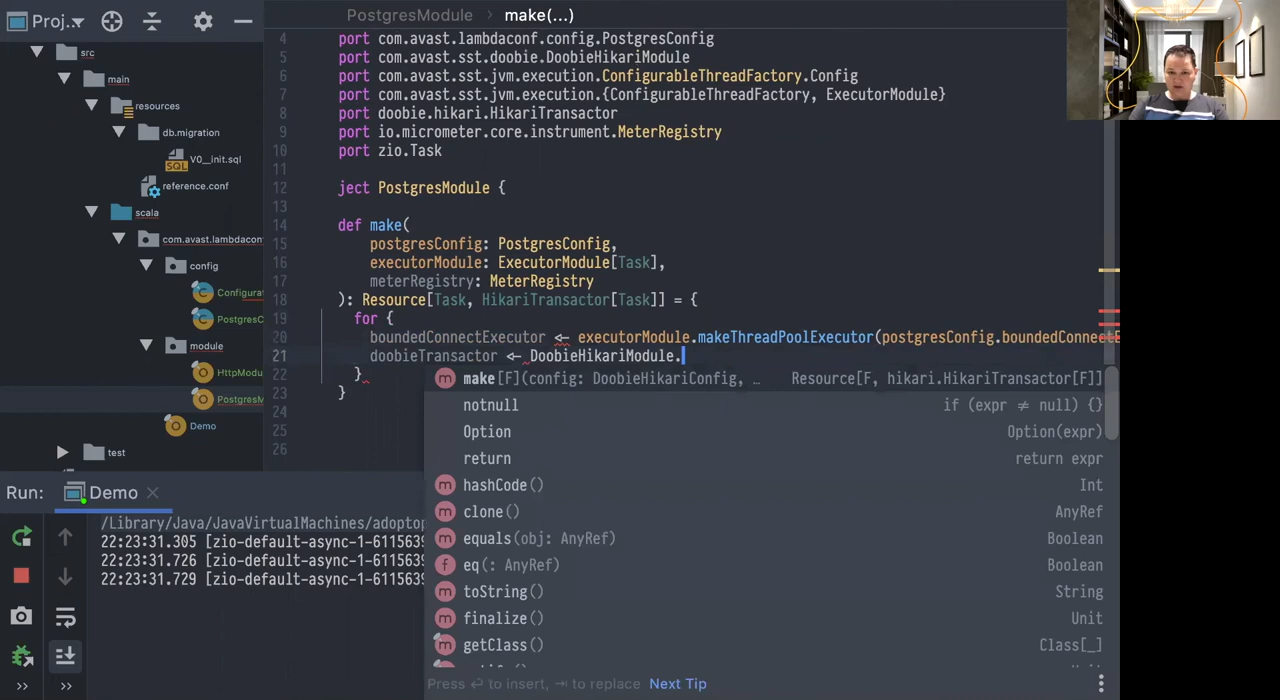 Proj...
PostgresModule
make(...)
src
main
resources
db.migration
V0__init.sql
reference.conf
scala
com.avast.lambdaconf
config
Configurat
PostgresC
module
HttpModu
PostgresM
Demo
test
4 port com.avast.lambdaconf.config.PostgresConfig
5 port com.avast.sst.doobie.DoobieHikariModule
6 port com.avast.sst.jvm.execution.ConfigurableThreadFactory.Config
7 port com.avast.sst.jvm.execution.{ConfigurableThreadFactory, ExecutorModule}
8 port doobie.hikari.HikariTransactor
9 port io.micrometer.core.instrument.MeterRegistry
10 port zio.Task
11
12 ject PostgresModule {
13
14 def make(
15 postgresConfig: PostgresConfig,
16 executorModule: ExecutorModule[Task],
17 meterRegistry: MeterRegistry
18 ): Resource[Task, HikariTransactor[Task]] = {
19 for {
20 boundedConnectExecutor <- executorModule.makeThreadPoolExecutor(postgresConfig.boundedConnectE
21 doobieTransactor <- DoobieHikariModule.
22 }
23 }
24
25
26
make[F](config: DoobieHikariConfig, … Resource[F, hikari.HikariTransactor[F]]
notnull if (expr ≠ null) {}
Option Option(expr)
return return expr
hashCode() Int
clone() AnyRef
equals(obj: AnyRef) Boolean
eq(: AnyRef) Boolean
toString() String
finalize() Unit
getClass() Class[_]
Press ↵ to insert, ⇥ to replace Next Tip
Run: Demo
/Library/Java/JavaVirtualMachines/adoptop
22:23:31.305 [zio-default-async-1-6115639
22:23:31.726 [zio-default-async-1-6115639
22:23:31.729 [zio-default-async-1-6115639